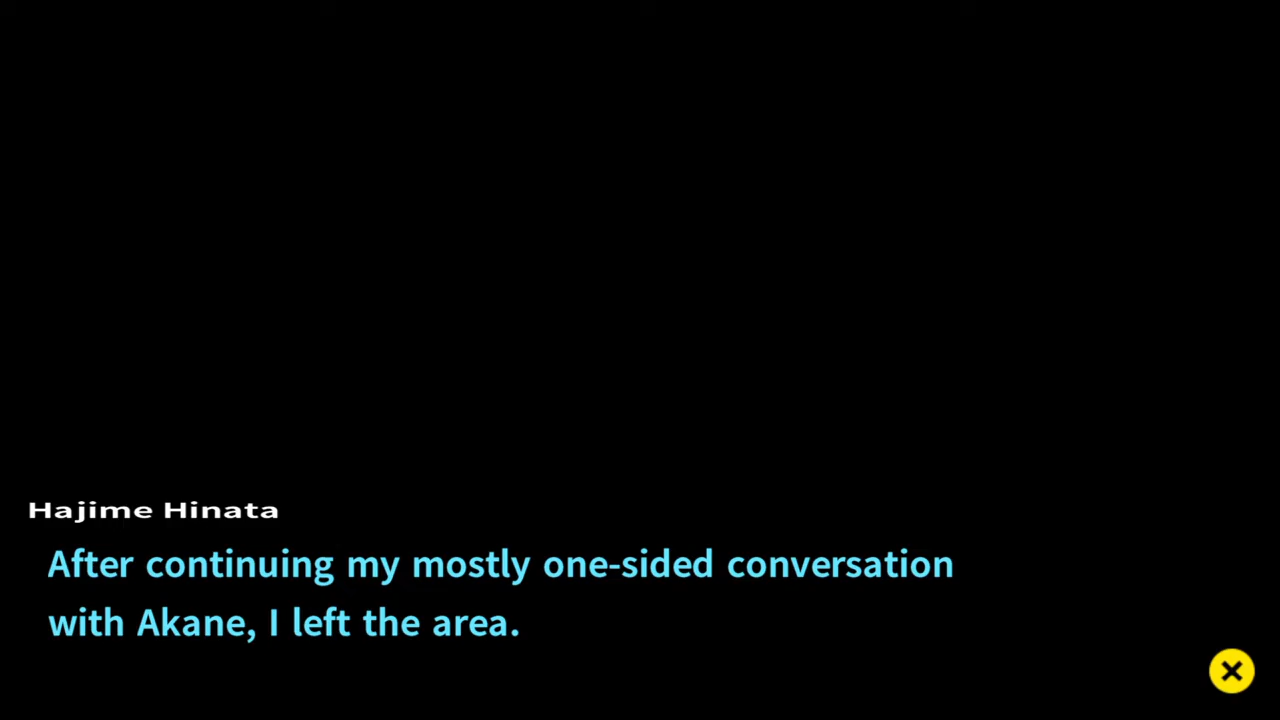 Hajime Hinata
After continuing my mostly one-sided conversation
with Akane, I left the area.